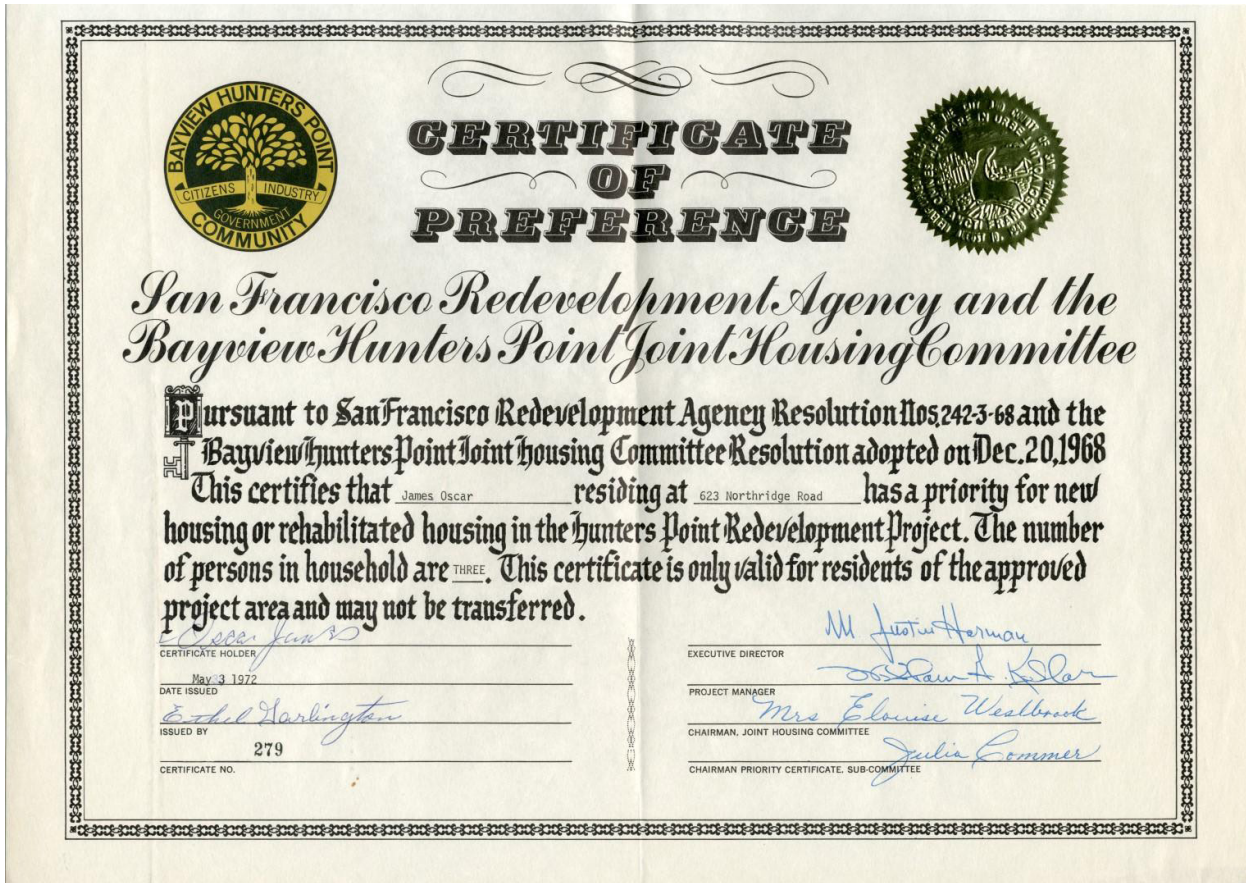 BAYVIEW HUNTERS POINT
CITIZENS INDUSTRY
GOVERNMENT
COMMUNITY
CERTIFICATE
OF
PREFERENCE
San Francisco Redevelopment Agency and the
Bayview Hunters Point Joint Housing Committee
Pursuant to San Francisco Redevelopment Agency Resolution Nos. 242-3-68 and the
Bayview Hunters Point Joint Housing Committee Resolution adopted on Dec. 20, 1968
This certifies that James Oscar residing at 623 Northridge Road has a priority for new
housing or rehabilitated housing in the Hunters Point Redevelopment Project. The number
of persons in household are THREE. This certificate is only valid for residents of the approved
project area and may not be transferred.
Oscar James
CERTIFICATE HOLDER
May 3 1972
DATE ISSUED
Ethel Garlington
ISSUED BY
279
CERTIFICATE NO.
M Justin Herman
EXECUTIVE DIRECTOR
PROJECT MANAGER
Mrs Elouise Westbrook
CHAIRMAN, JOINT HOUSING COMMITTEE
Julia Commer
CHAIRMAN PRIORITY CERTIFICATE, SUB-COMMITTEE